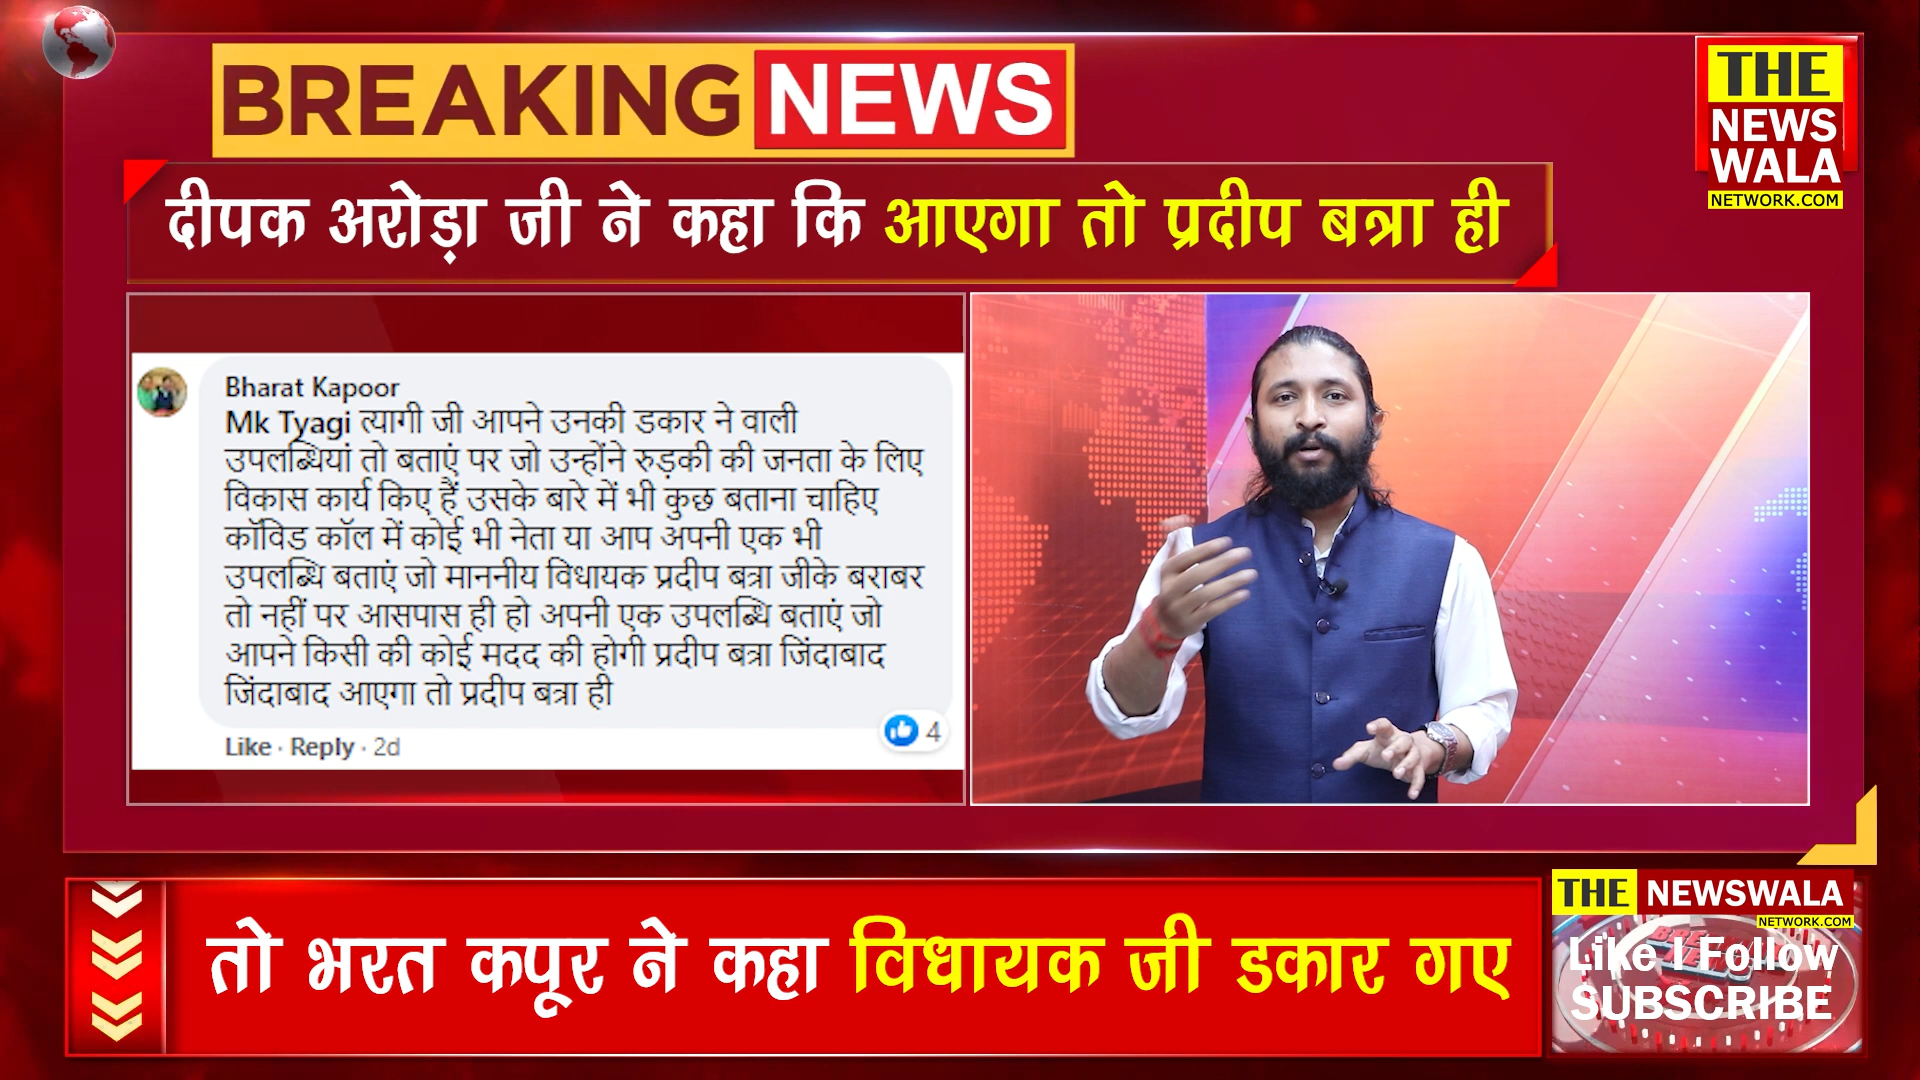 BREAKING NEWS
THE
NEWS
WALA
NETWORK.COM
दीपक अरोड़ा जी ने कहा कि आएगा तो प्रदीप बत्रा ही
Bharat Kapoor
Mk Tyagi त्यागी जी आपने उनकी डकार ने वाली
उपलब्धियां तो बताएं पर जो उन्होंने रुड़की की जनता के लिए
विकास कार्य किए हैं उसके बारे में भी कुछ बताना चाहिए
कॉविड कॉल में कोई भी नेता या आप अपनी एक भी
उपलब्धि बताएं जो माननीय विधायक प्रदीप बत्रा जीके बराबर
तो नहीं पर आसपास ही हो अपनी एक उपलब्धि बताएं जो
आपने किसी की कोई मदद की होगी प्रदीप बत्रा जिंदाबाद
जिंदाबाद आएगा तो प्रदीप बत्रा ही
4
Like · Reply · 2d
तो भरत कपूर ने कहा विधायक जी डकार गए
THE NEWSWALA
NETWORK.COM
Like I Follow
SUBSCRIBE